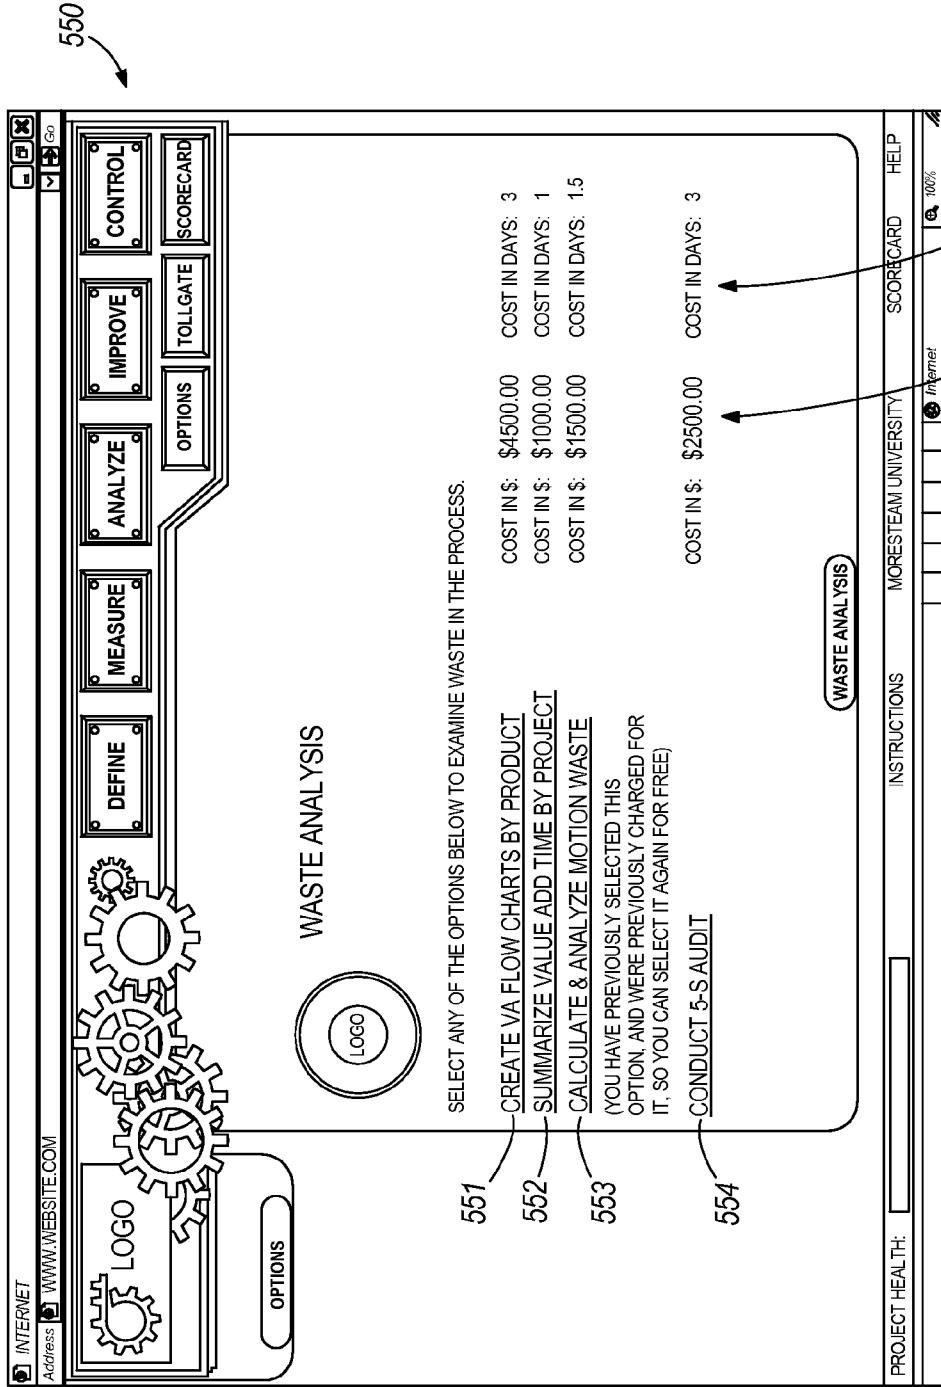 550
INTERNET
Address WWW.WEBSITE.COM Go
LOGO
DEFINE MEASURE ANALYZE IMPROVE CONTROL
OPTIONS TOLLGATE SCORECARD
OPTIONS
LOGO
WASTE ANALYSIS
SELECT ANY OF THE OPTIONS BELOW TO EXAMINE WASTE IN THE PROCESS.
551 CREATE VA FLOW CHARTS BY PRODUCT COST IN $: $4500.00 COST IN DAYS: 3
552 SUMMARIZE VALUE ADD TIME BY PROJECT COST IN $: $1000.00 COST IN DAYS: 1
553 CALCULATE & ANALYZE MOTION WASTE COST IN $: $1500.00 COST IN DAYS: 1.5
(YOU HAVE PREVIOUSLY SELECTED THIS
OPTION, AND WERE PREVIOUSLY CHARGED FOR
IT, SO YOU CAN SELECT IT AGAIN FOR FREE)
554 CONDUCT 5-S AUDIT COST IN $: $2500.00 COST IN DAYS: 3
WASTE ANALYSIS
PROJECT HEALTH: INSTRUCTIONS MORESTEAM UNIVERSITY SCORECARD HELP
Internet 100%